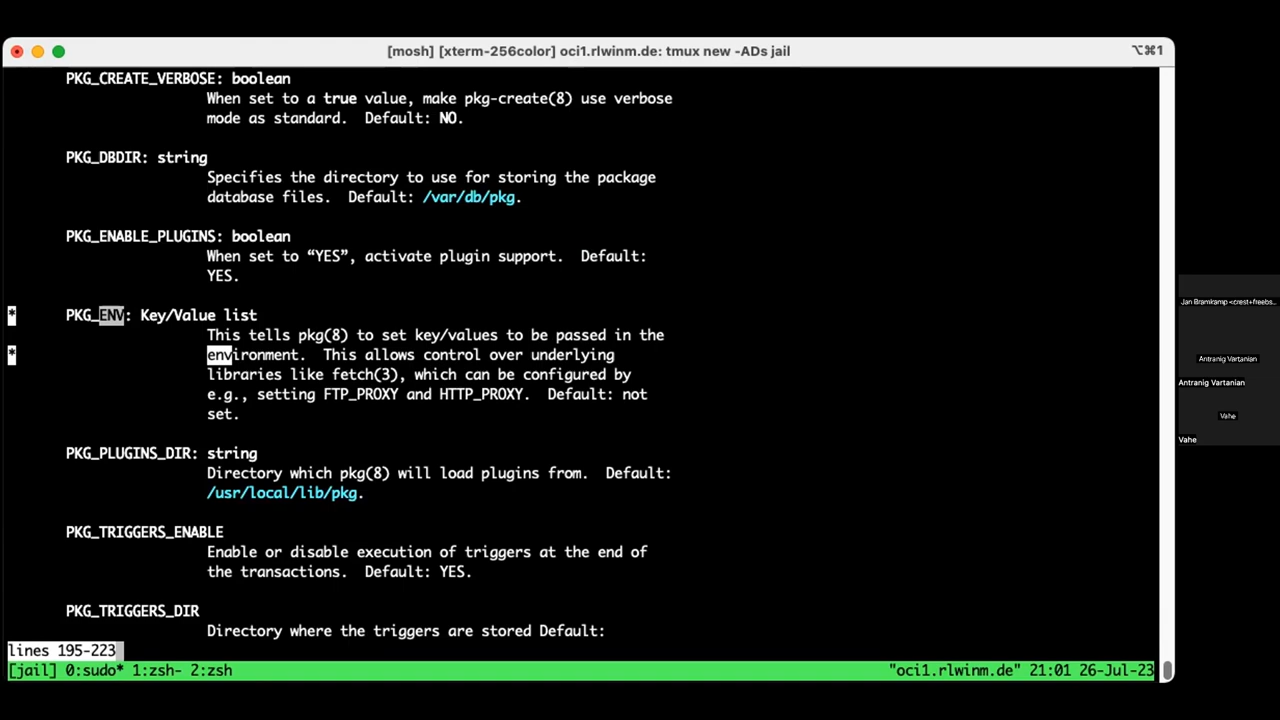 [mosh] [xterm-256color] oci1.rlwinm.de: tmux new -ADs jail
⌥⌘1
PKG_CREATE_VERBOSE: boolean
When set to a true value, make pkg-create(8) use verbose
mode as standard.  Default: NO.
PKG_DBDIR: string
Specifies the directory to use for storing the package
database files.  Default: /var/db/pkg.
PKG_ENABLE_PLUGINS: boolean
When set to “YES”, activate plugin support.  Default:
YES.
* PKG_ENV: Key/Value list
This tells pkg(8) to set key/values to be passed in the
* environment.  This allows control over underlying
libraries like fetch(3), which can be configured by
e.g., setting FTP_PROXY and HTTP_PROXY.  Default: not
set.
PKG_PLUGINS_DIR: string
Directory which pkg(8) will load plugins from.  Default:
/usr/local/lib/pkg.
PKG_TRIGGERS_ENABLE
Enable or disable execution of triggers at the end of
the transactions.  Default: YES.
PKG_TRIGGERS_DIR
Directory where the triggers are stored Default:
lines 195-223
[jail] 0:sudo* 1:zsh- 2:zsh "oci1.rlwinm.de" 21:01 26-Jul-23
Jan Bramkamp <crest+freebs...
Antranig Vartanian
Antranig Vartanian
Vahe
Vahe